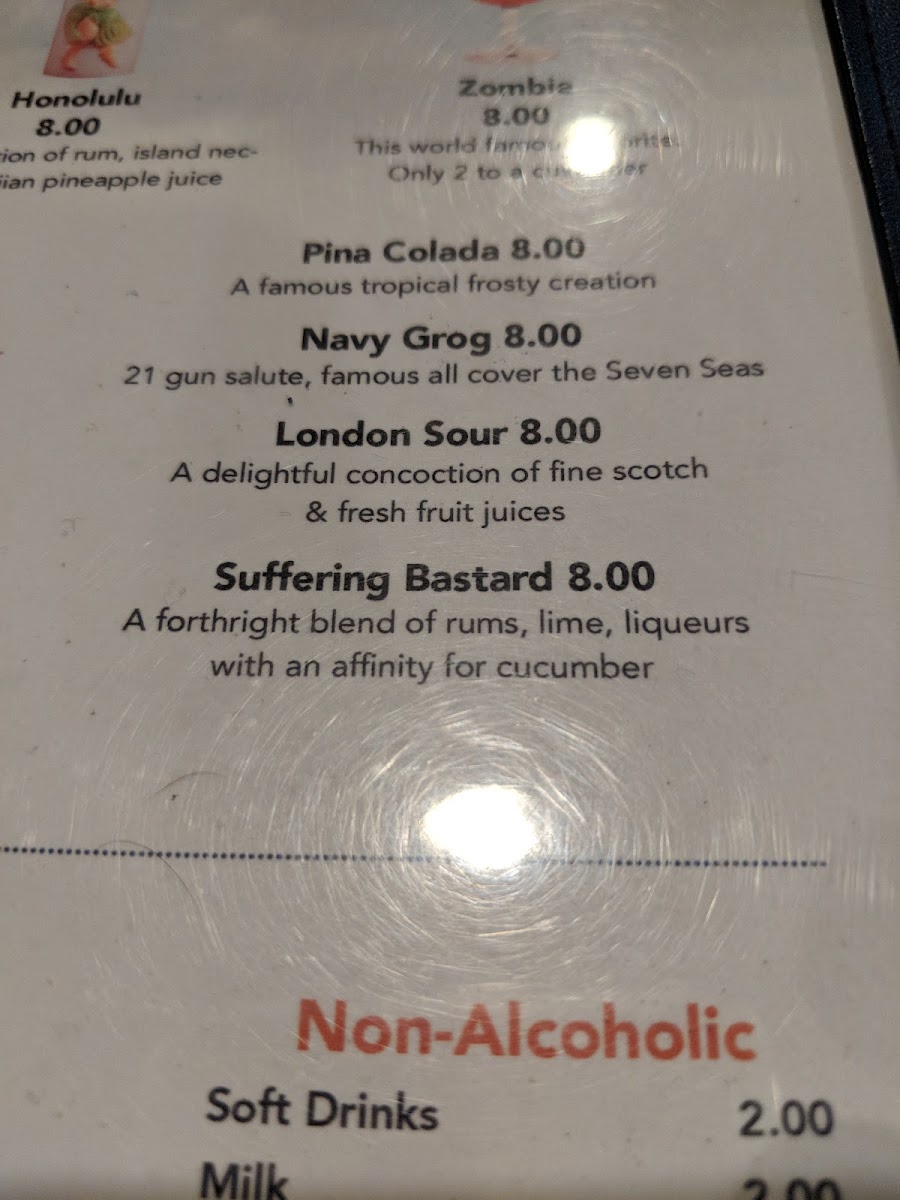 Honolulu
8.00
of rum, island nec-
pineapple juice
Zombie
8.00
This world
Only 2 to a
Pina Colada 8.00
A famous tropical frosty creation
Navy Grog 8.00
21 gun salute, famous all cover the Seven Seas
London Sour 8.00
A delightful concoction of fine scotch
& fresh fruit juices
Suffering Bastard 8.00
A forthright blend of rums, lime, liqueurs
with an affinity for cucumber
Non-Alcoholic
Soft Drinks 2.00
Milk 2.00